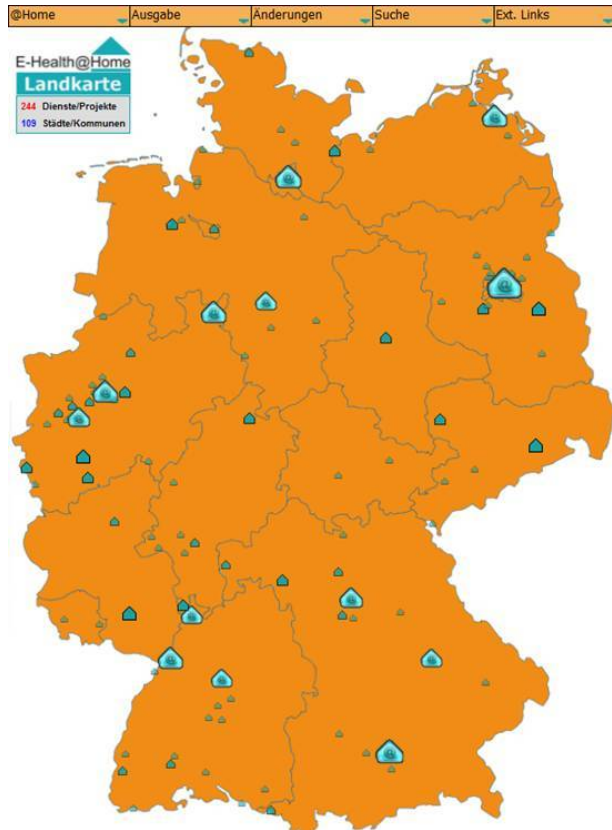 @Home Ausgabe Änderungen Suche Ext. Links
E-Health@Home
Landkarte
244 Dienste/Projekte
109 Städte/Kommunen